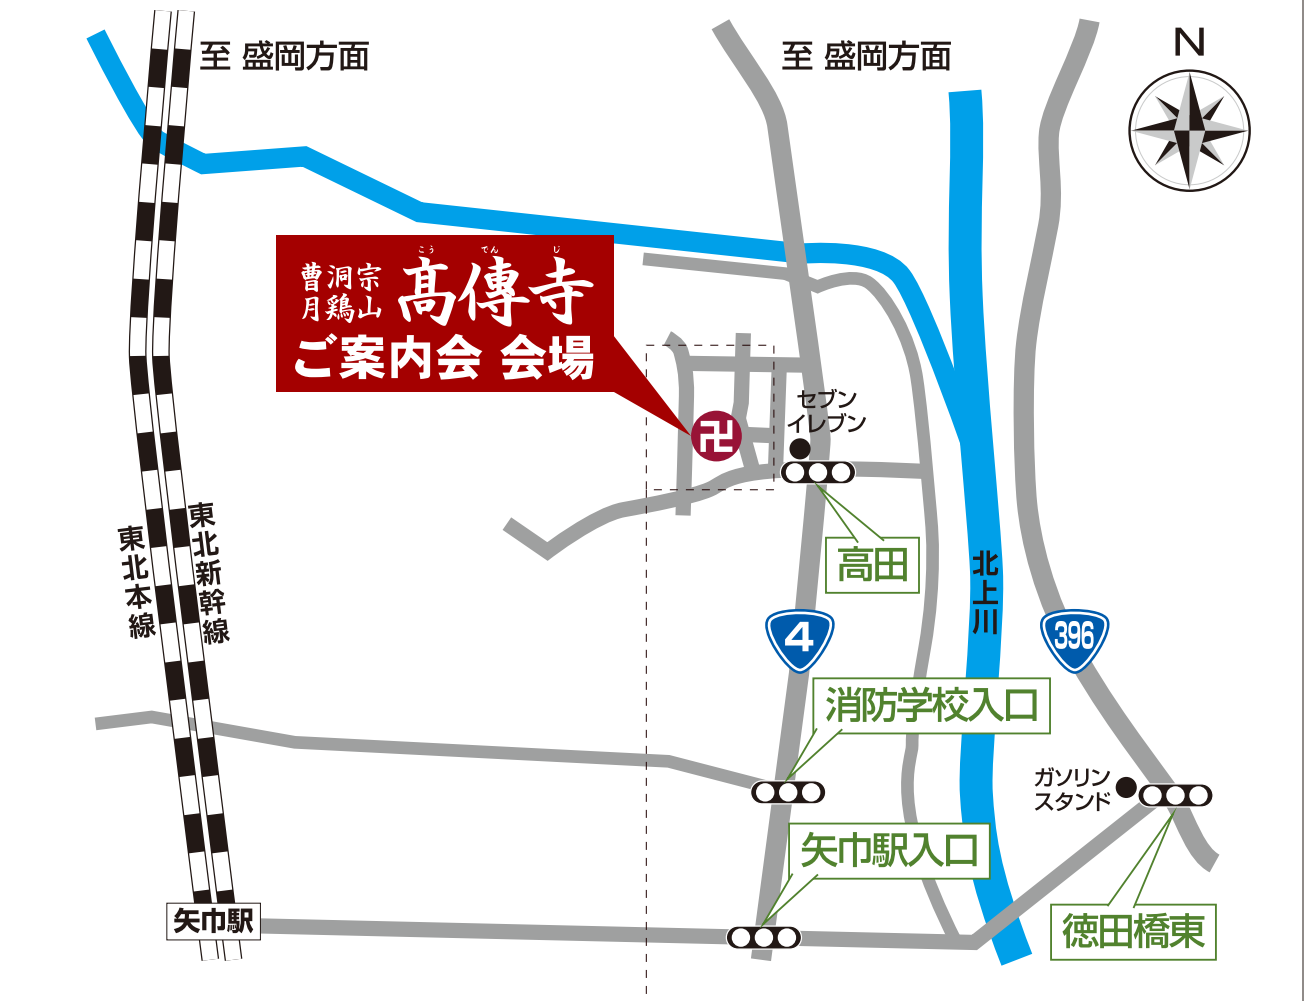 至 盛岡方面
至 盛岡方面
N
こう でん じ
曹洞宗
月鶏山
髙傳寺
ご案内会 会場
卍
セブン
イレブン
高田
東北本線
東北新幹線
北上川
4
396
消防学校入口
ガソリン
スタンド
矢巾駅入口
矢巾駅
徳田橋東